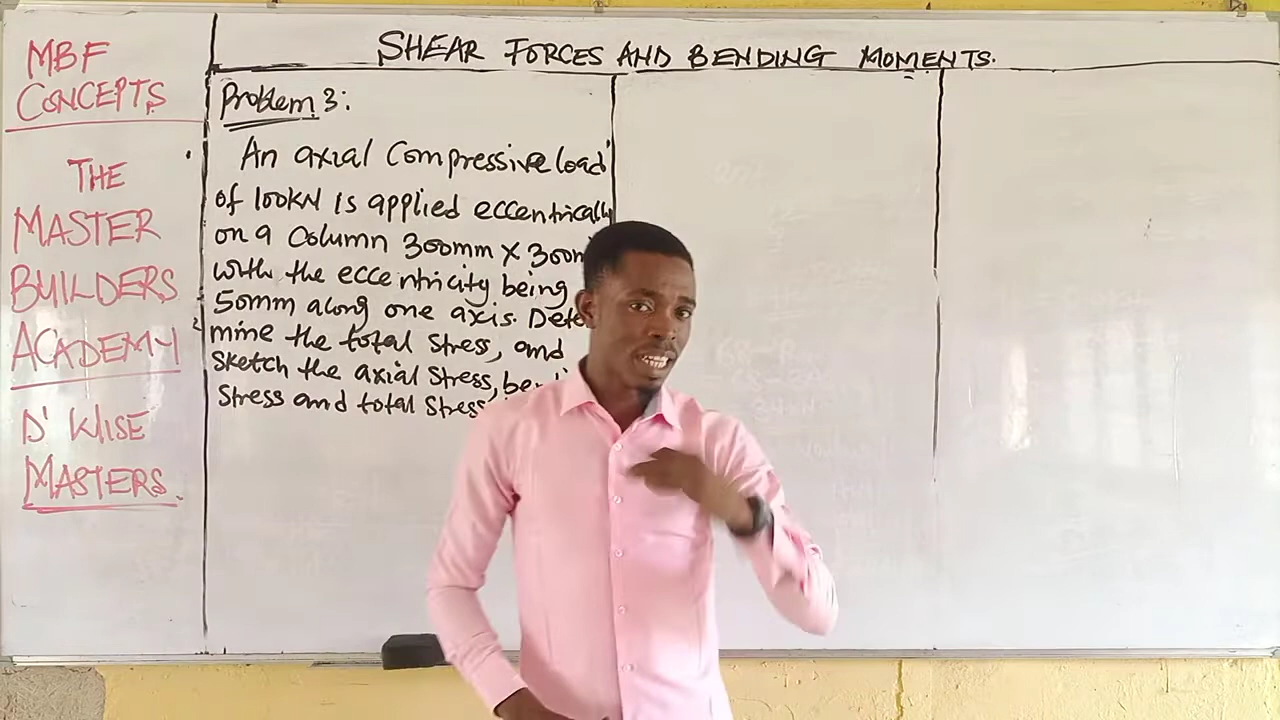 MBF
CONCEPTS
THE
MASTER
BUILDERS
ACADEMY
D' WISE
MASTERS.
SHEAR FORCES AND BENDING MOMENTS.
Problem 3:
An axial Compressive load
of 100KN is applied eccentrically
on a Column 300mm X 300m
with the eccentricity being
50mm along one axis. Dete
mine the total stress, and
sketch the axial stress,
stress and total stress